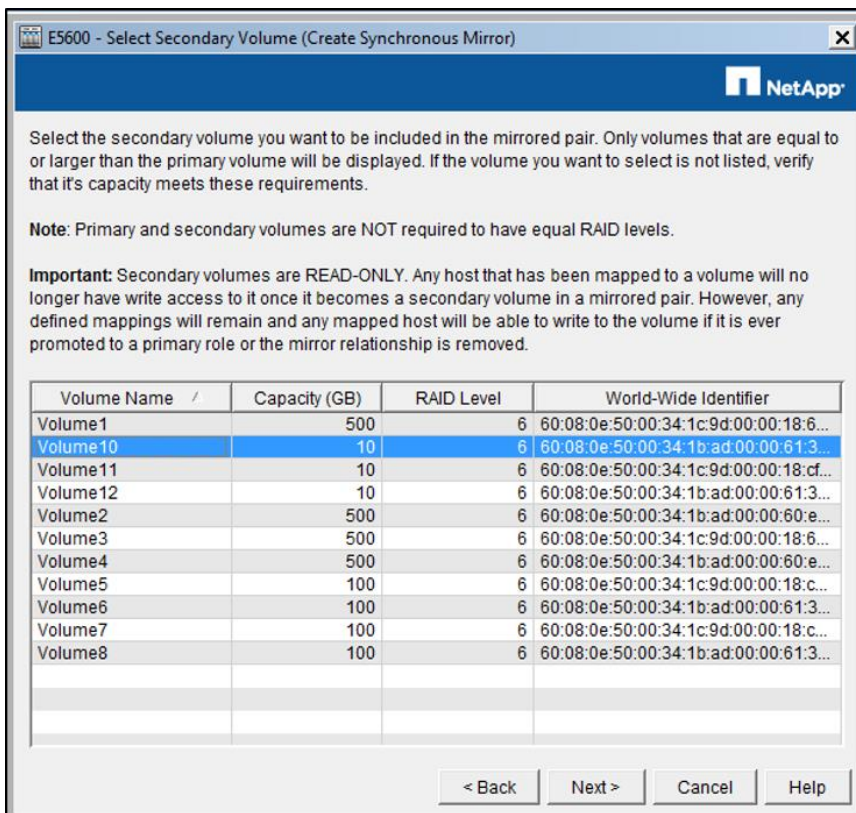 E5600 - Select Secondary Volume (Create Synchronous Mirror)
NetApp
Select the secondary volume you want to be included in the mirrored pair. Only volumes that are equal to
or larger than the primary volume will be displayed. If the volume you want to select is not listed, verify
that it's capacity meets these requirements.
Note: Primary and secondary volumes are NOT required to have equal RAID levels.
Important: Secondary volumes are READ-ONLY. Any host that has been mapped to a volume will no
longer have write access to it once it becomes a secondary volume in a mirrored pair. However, any
defined mappings will remain and any mapped host will be able to write to the volume if it is ever
promoted to a primary role or the mirror relationship is removed.
Volume Name Capacity (GB) RAID Level World-Wide Identifier
Volume1 500 6 60:08:0e:50:00:34:1c:9d:00:00:18:6...
Volume10 10 6 60:08:0e:50:00:34:1b:ad:00:00:61:3...
Volume11 10 6 60:08:0e:50:00:34:1c:9d:00:00:18:cf...
Volume12 10 6 60:08:0e:50:00:34:1b:ad:00:00:61:3...
Volume2 500 6 60:08:0e:50:00:34:1b:ad:00:00:60:e...
Volume3 500 6 60:08:0e:50:00:34:1c:9d:00:00:18:6...
Volume4 500 6 60:08:0e:50:00:34:1b:ad:00:00:60:e...
Volume5 100 6 60:08:0e:50:00:34:1c:9d:00:00:18:c...
Volume6 100 6 60:08:0e:50:00:34:1b:ad:00:00:61:3...
Volume7 100 6 60:08:0e:50:00:34:1c:9d:00:00:18:c...
Volume8 100 6 60:08:0e:50:00:34:1b:ad:00:00:61:3...
< Back Next > Cancel Help